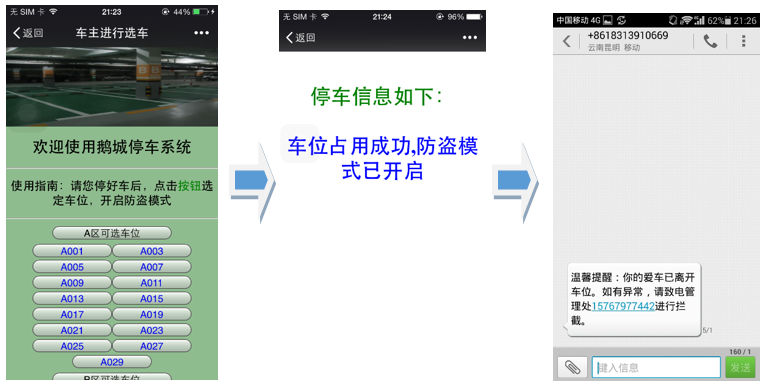 无 SIM 卡 21:23 44%
返回 车主进行选车 •••
欢迎使用鹅城停车系统
使用指南：请您停好车后，点击按钮选
定车位，开启防盗模式
A区可选车位
A001 A003
A005 A007
A009 A011
A013 A015
A017 A019
A021 A023
A025 A027
A029
B区可选车位
无 SIM 卡 21:24 96%
返回 •••
停车信息如下：
车位占用成功,防盗模
式已开启
中国移动 4G 62% 21:26
+8618313910669
云南昆明 移动
温馨提醒：你的爱车已离开
车位。如有异常，请致电管
理处15767977442进行拦
截。
5/1
160 / 1
键入信息 发送